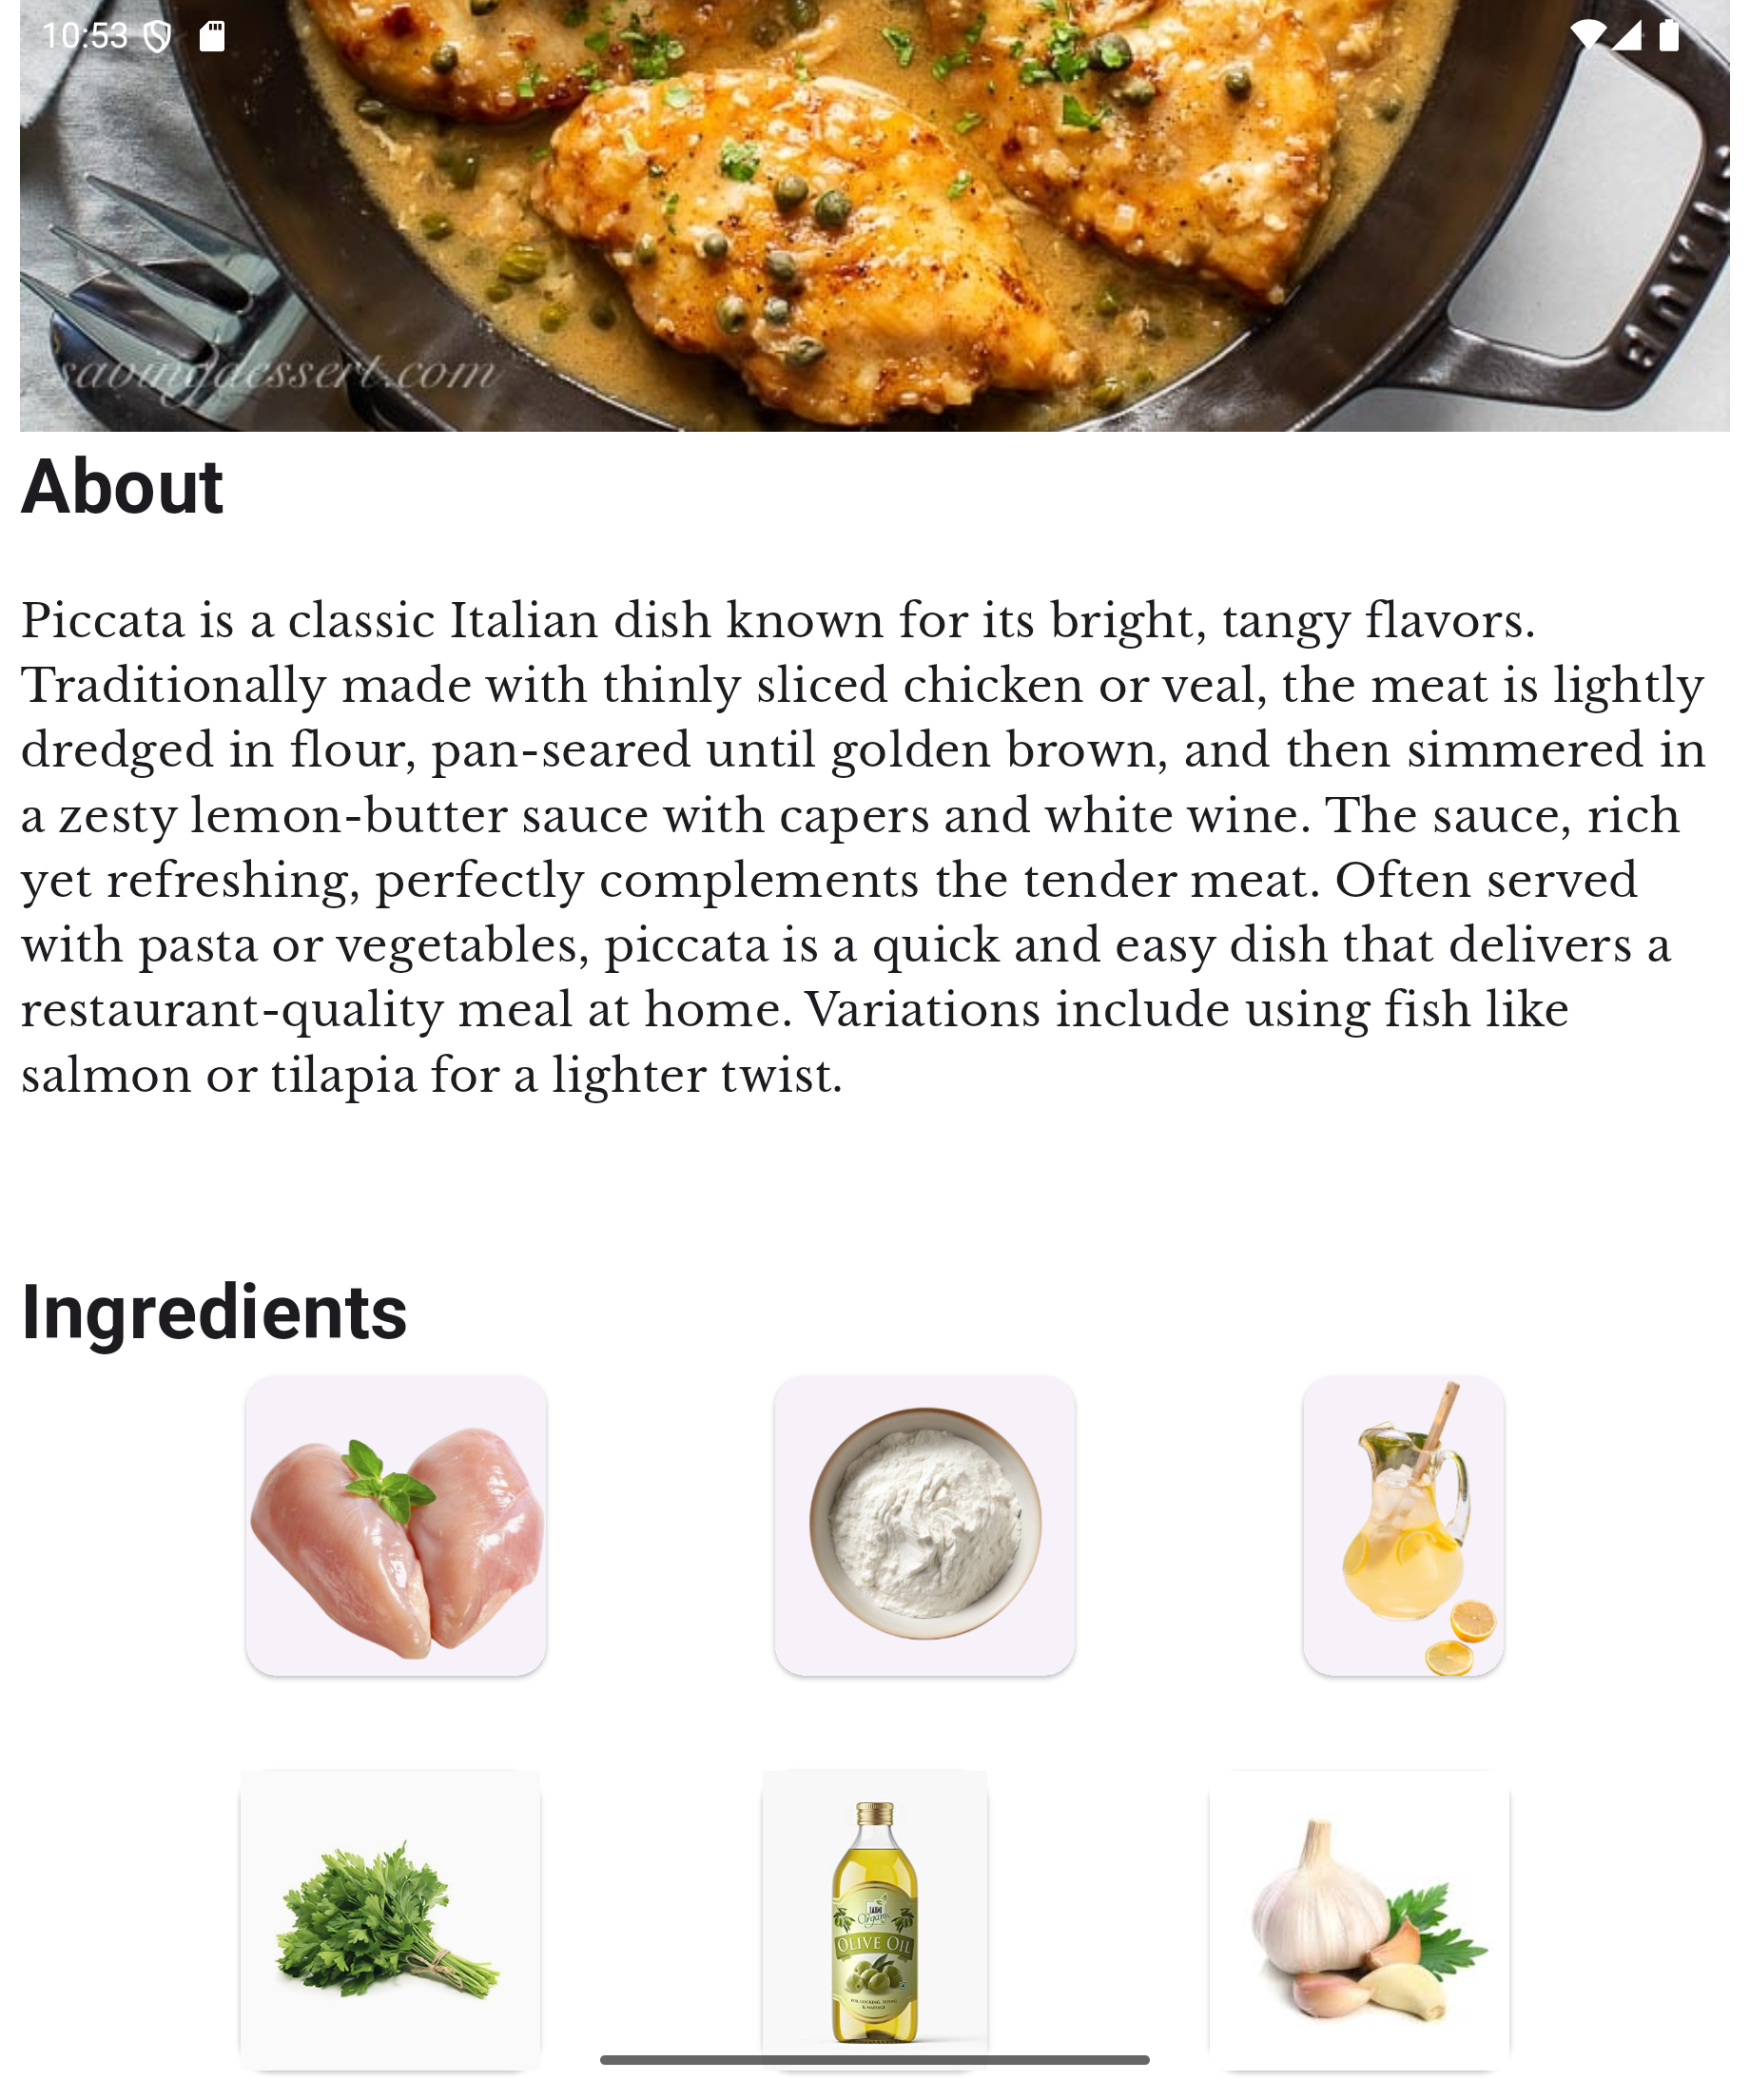 10:53
savingdessert.com
About
Piccata is a classic Italian dish known for its bright, tangy flavors.
Traditionally made with thinly sliced chicken or veal, the meat is lightly
dredged in flour, pan-seared until golden brown, and then simmered in
a zesty lemon-butter sauce with capers and white wine. The sauce, rich
yet refreshing, perfectly complements the tender meat. Often served
with pasta or vegetables, piccata is a quick and easy dish that delivers a
restaurant-quality meal at home. Variations include using fish like
salmon or tilapia for a lighter twist.
Ingredients
Organic
OLIVE OIL